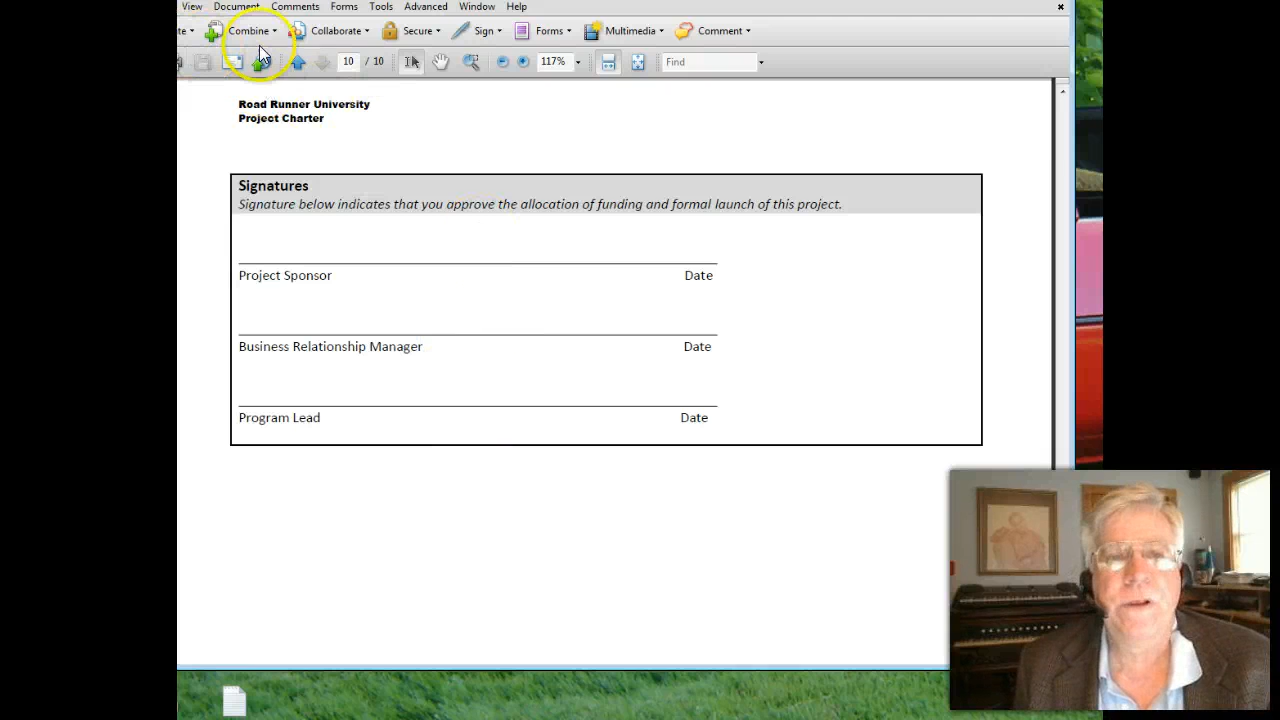 View Document Comments Forms Tools Advanced Window Help
te Combine Collaborate Secure Sign Forms Multimedia Comment
10 / 10 117% Find
Road Runner University
Project Charter
Signatures
Signature below indicates that you approve the allocation of funding and formal launch of this project.
Project Sponsor Date
Business Relationship Manager Date
Program Lead Date